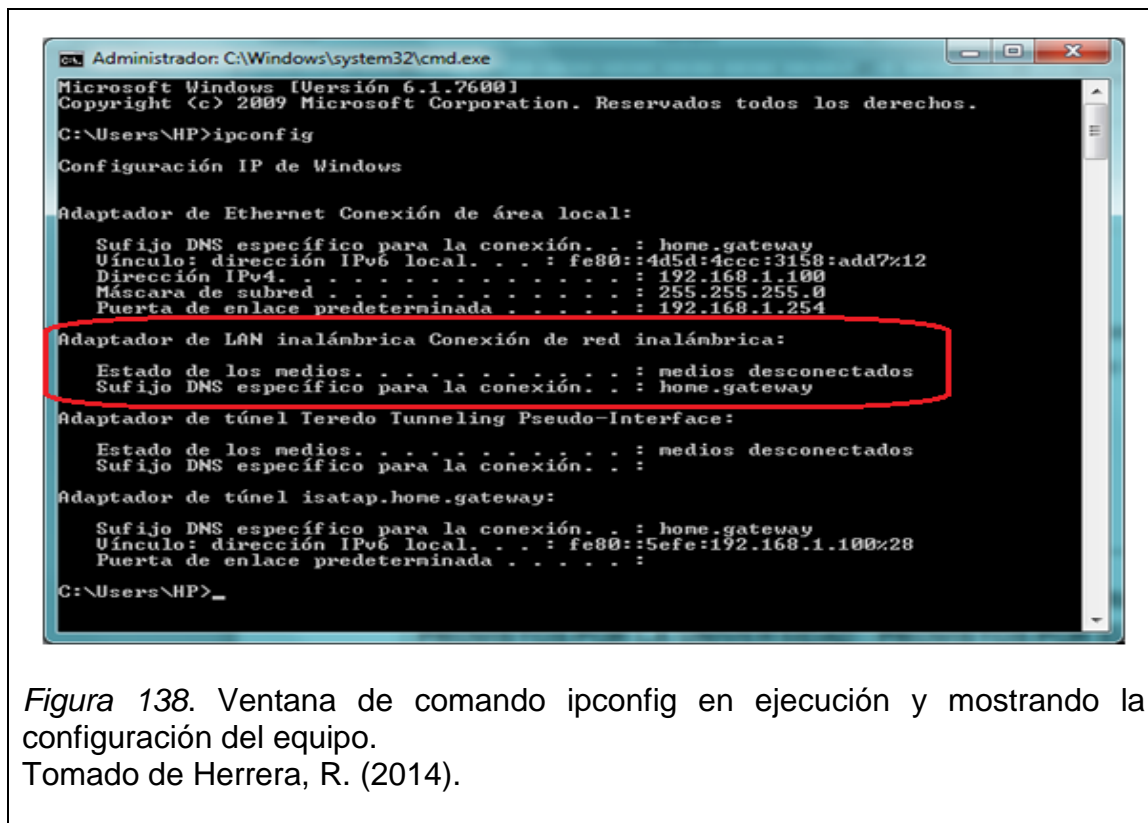 Administrador: C:\Windows\system32\cmd.exe
Microsoft Windows [Versión 6.1.7600]
Copyright (c) 2009 Microsoft Corporation. Reservados todos los derechos.
C:\Users\HP>ipconfig
Configuración IP de Windows
Adaptador de Ethernet Conexión de área local:
Sufijo DNS específico para la conexión. . : home.gateway
Vínculo: dirección IPv6 local. . . : fe80::4d5d:4ccc:3158:add7%12
Dirección IPv4. . . . . . . . . . . . . . : 192.168.1.100
Máscara de subred . . . . . . . . . . . . : 255.255.255.0
Puerta de enlace predeterminada . . . . . : 192.168.1.254
Adaptador de LAN inalámbrica Conexión de red inalámbrica:
Estado de los medios. . . . . . . . . . . : medios desconectados
Sufijo DNS específico para la conexión. . : home.gateway
Adaptador de túnel Teredo Tunneling Pseudo-Interface:
Estado de los medios. . . . . . . . . . . : medios desconectados
Sufijo DNS específico para la conexión. . :
Adaptador de túnel isatap.home.gateway:
Sufijo DNS específico para la conexión. . : home.gateway
Vínculo: dirección IPv6 local. . . : fe80::5efe:192.168.1.100%28
Puerta de enlace predeterminada . . . . . :
C:\Users\HP>_
Figura 138. Ventana de comando ipconfig en ejecución y mostrando la
configuración del equipo.
Tomado de Herrera, R. (2014).